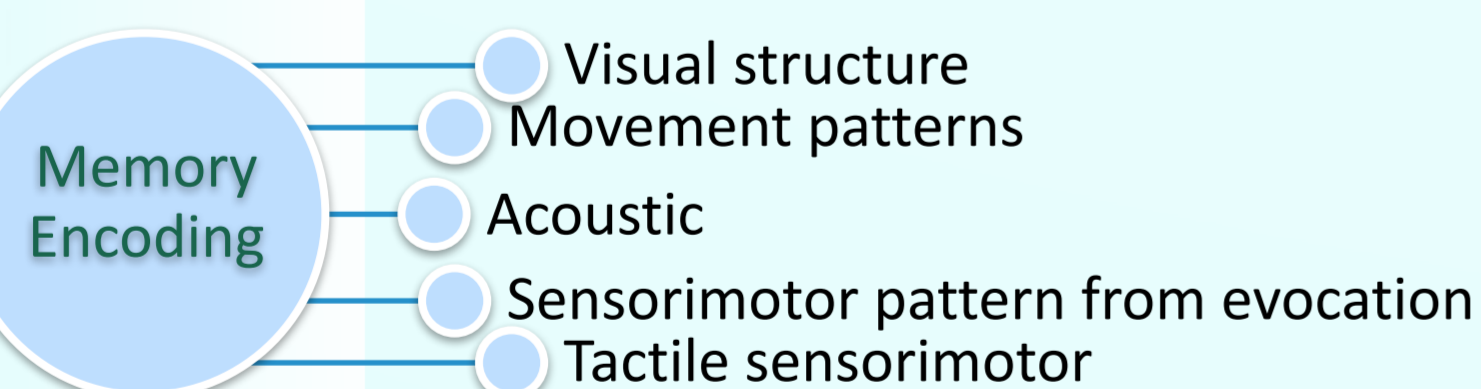 Memory
Encoding
Visual structure
Movement patterns
Acoustic
Sensorimotor pattern from evocation
Tactile sensorimotor